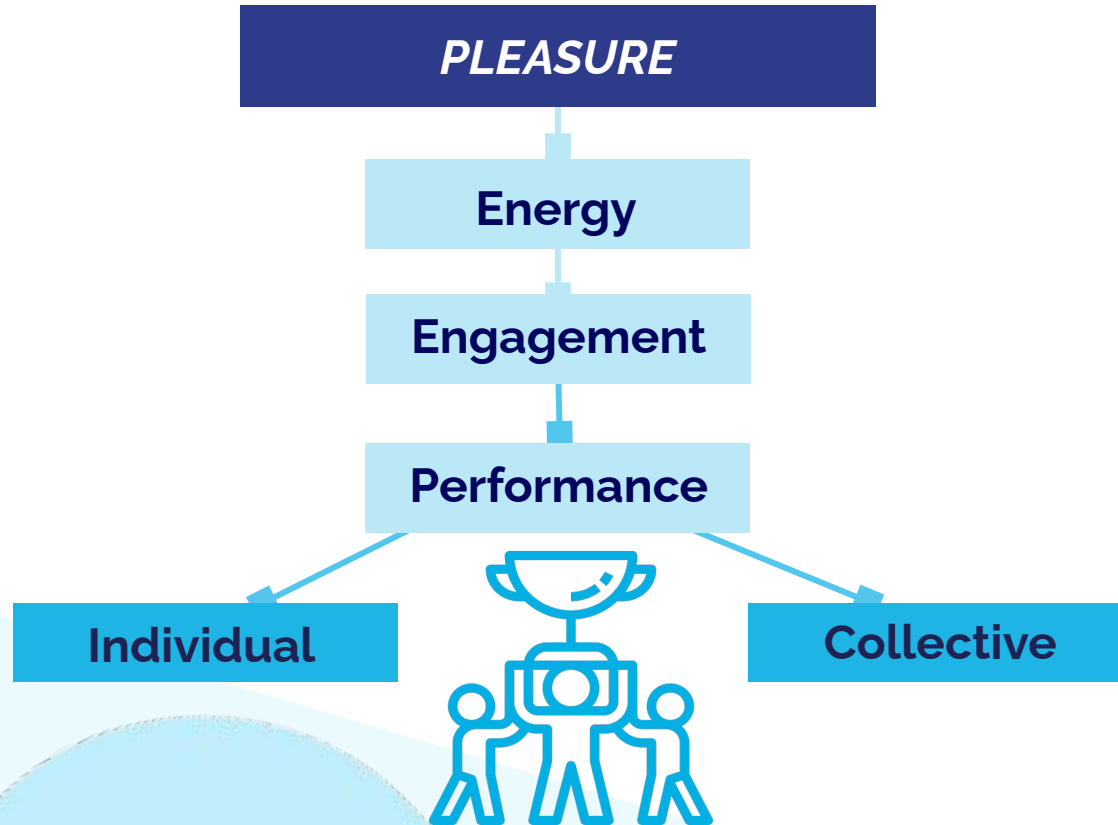 PLEASURE
Energy
Engagement
Performance
Individual
Collective